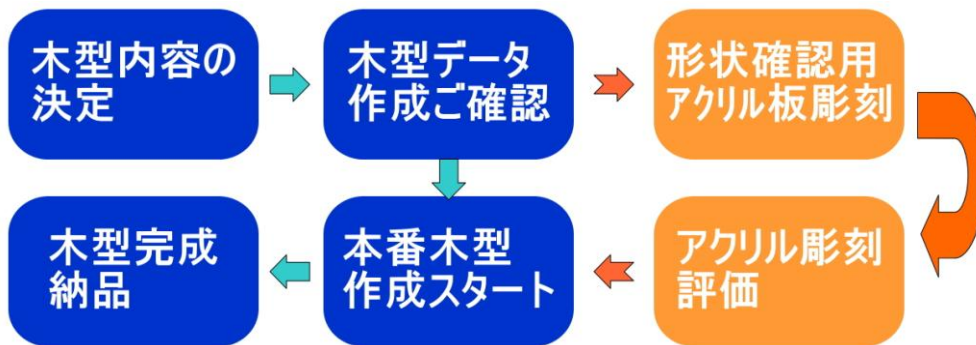 木型内容の
決定
木型データ
作成ご確認
形状確認用
アクリル板彫刻
アクリル彫刻
評価
本番木型
作成スタート
木型完成
納品